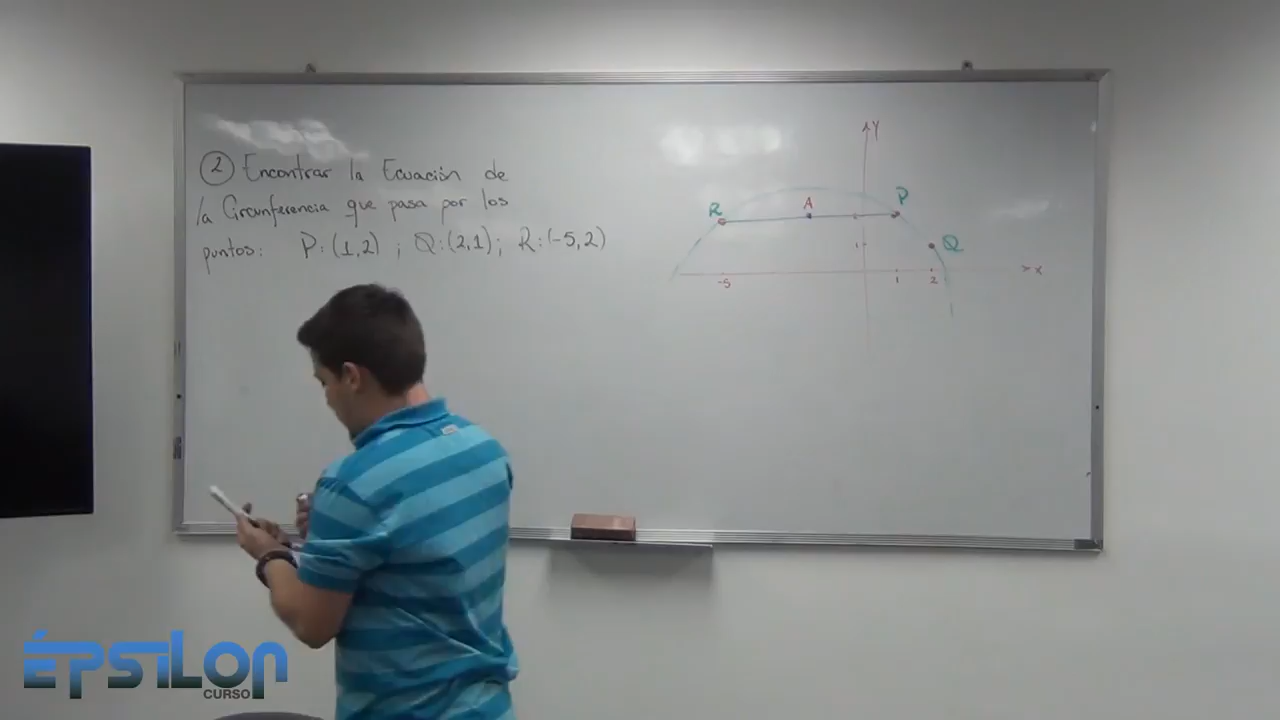 ② Encontrar la Ecuación de
la Circunferencia que pasa por los
puntos: P:(1,2) ; Q:(2,1); R:(-5,2)
Y
R
A
P
2
1
Q
-5
1
2
x
ÉPSILON
CURSO